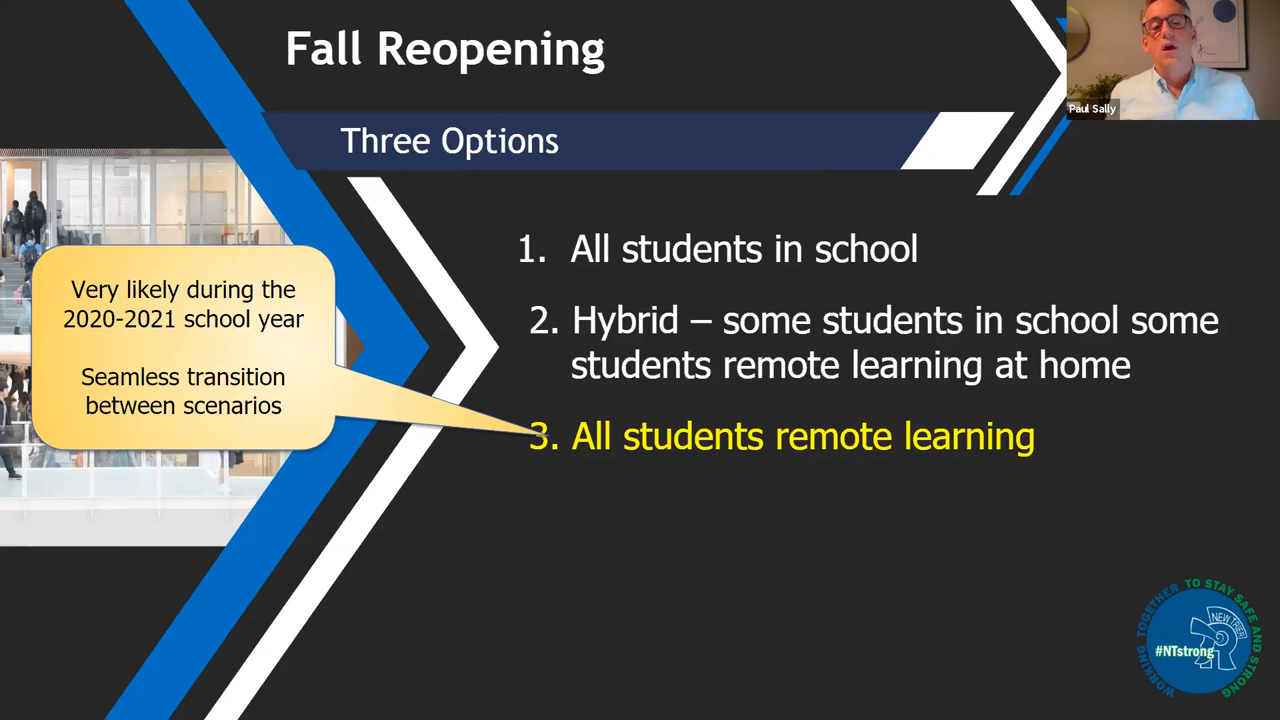 Fall Reopening
Paul Sally
Three Options
1. All students in school
2. Hybrid – some students in school some
students remote learning at home
3. All students remote learning
Very likely during the
2020-2021 school year
Seamless transition
between scenarios
WORKING TOGETHER TO STAY SAFE AND STRONG
NEW TRIER
#NTstrong